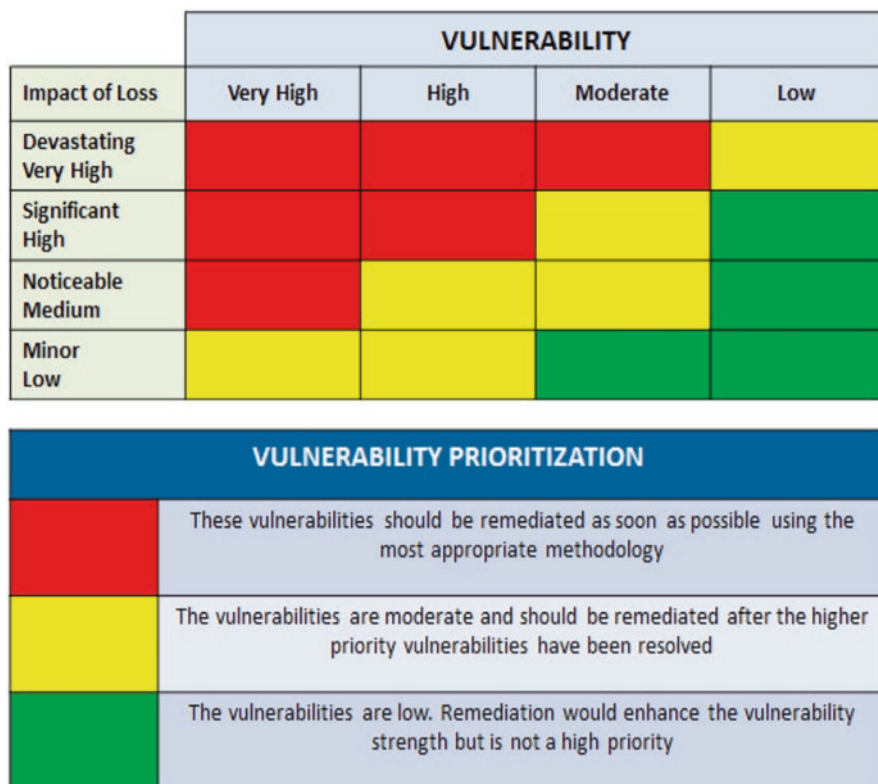 VULNERABILITY
Impact of Loss Very High High Moderate Low
Devastating
Very High
Significant
High
Noticeable
Medium
Minor
Low
VULNERABILITY PRIORITIZATION
These vulnerabilities should be remediated as soon as possible using the
most appropriate methodology
The vulnerabilities are moderate and should be remediated after the higher
priority vulnerabilities have been resolved
The vulnerabilities are low. Remediation would enhance the vulnerability
strength but is not a high priority